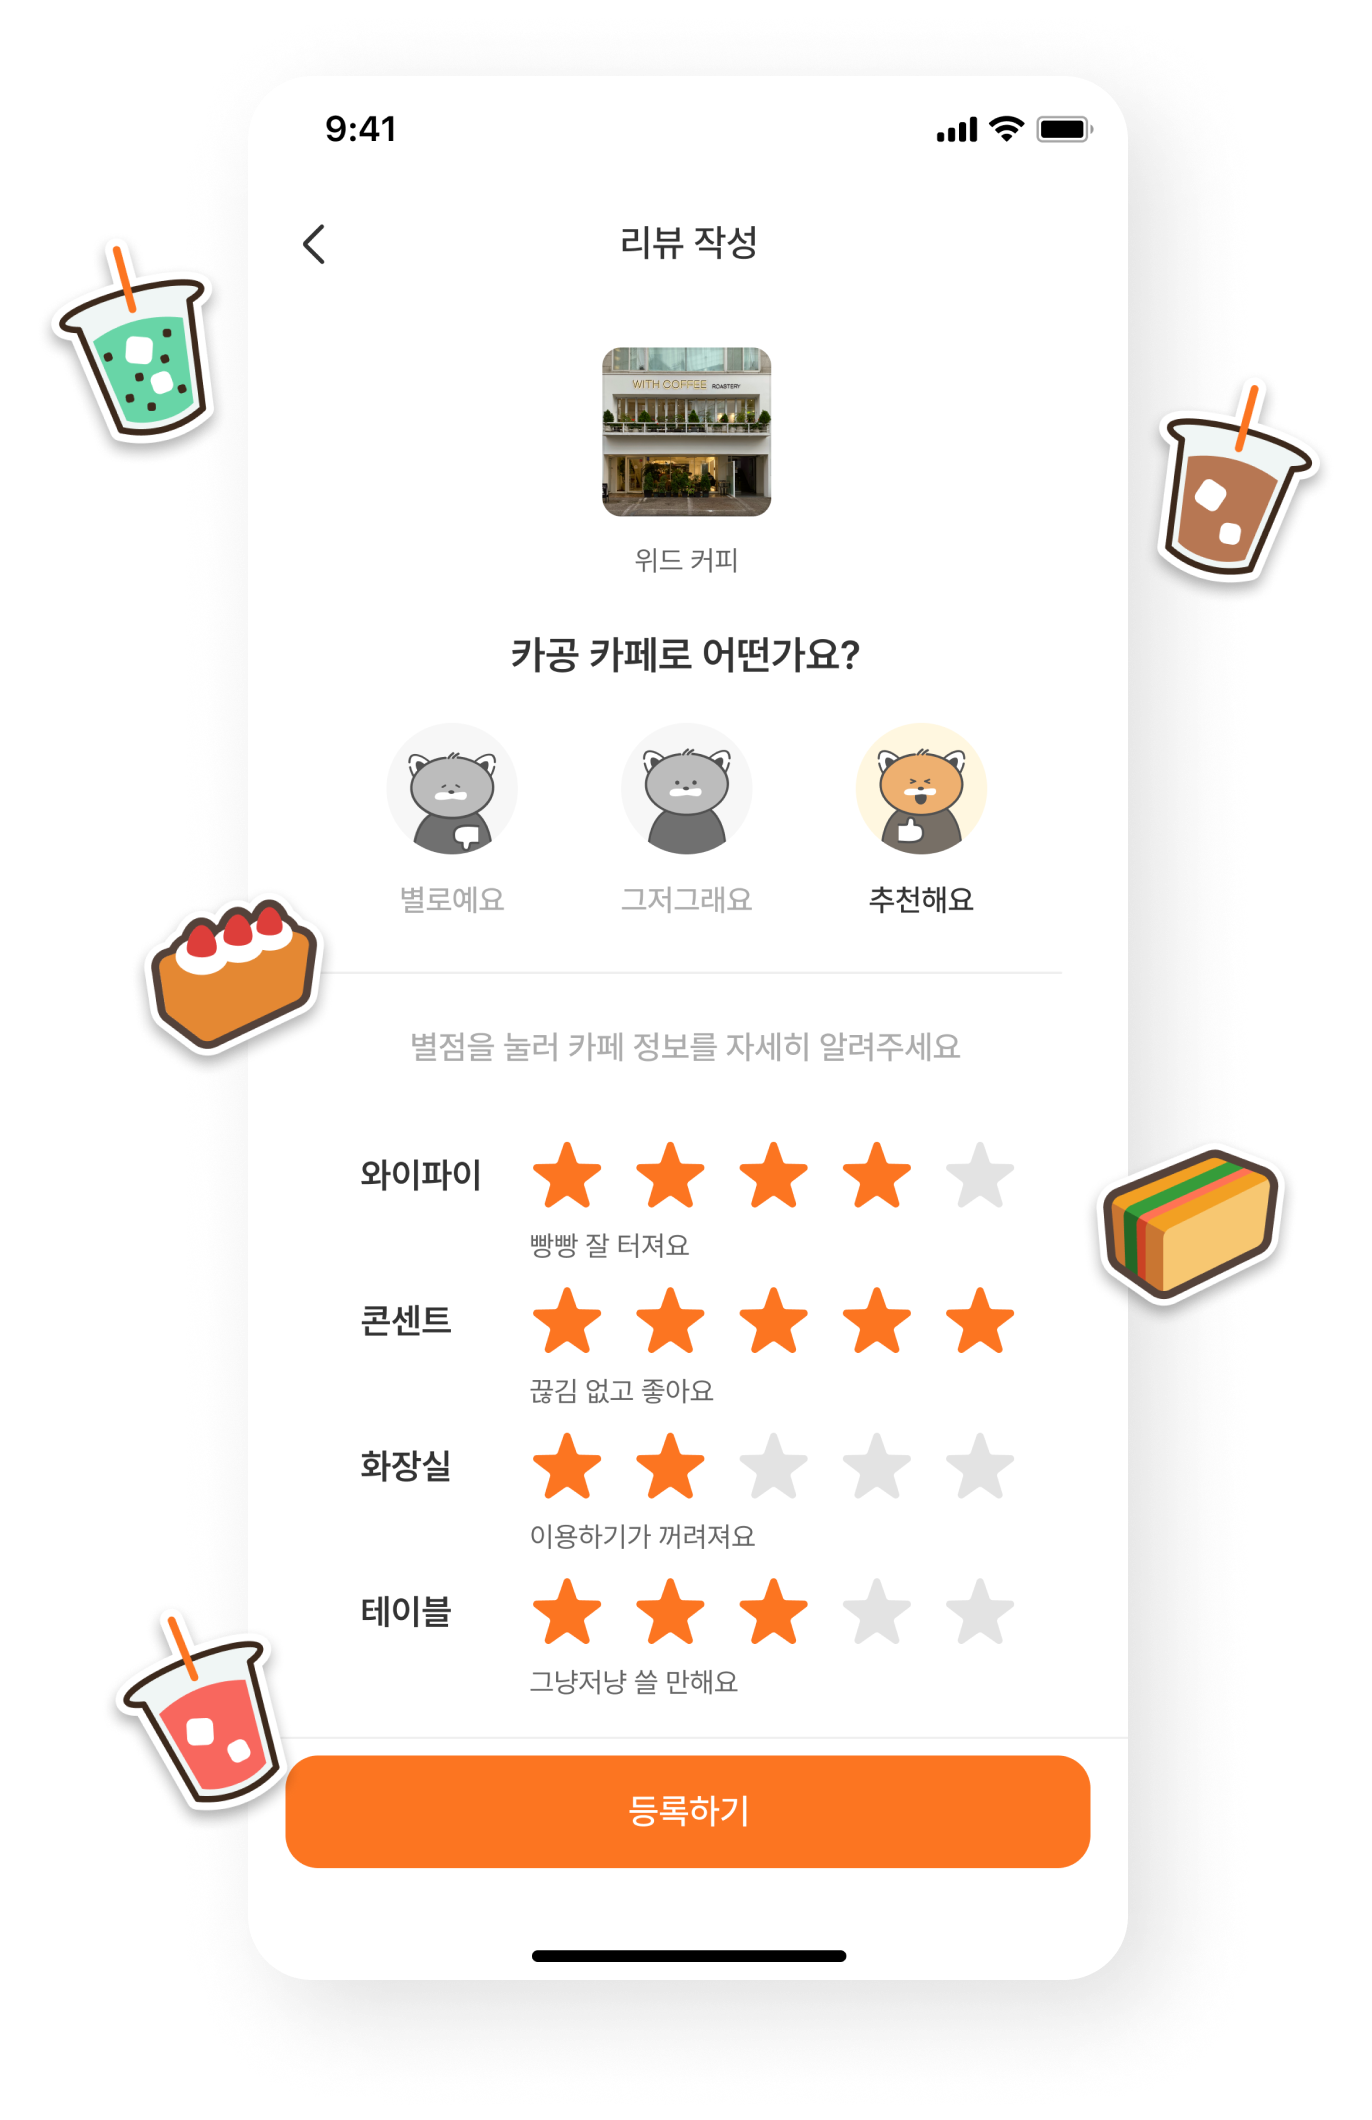 9:41
리뷰 작성
WITH COFFEE ROASTERY
위드 커피
카공 카페로 어떤가요?
별로예요
그저그래요
추천해요
별점을 눌러 카페 정보를 자세히 알려주세요
와이파이
빵빵 잘 터져요
콘센트
끊김 없고 좋아요
화장실
이용하기가 꺼려져요
테이블
그냥저냥 쓸 만해요
등록하기